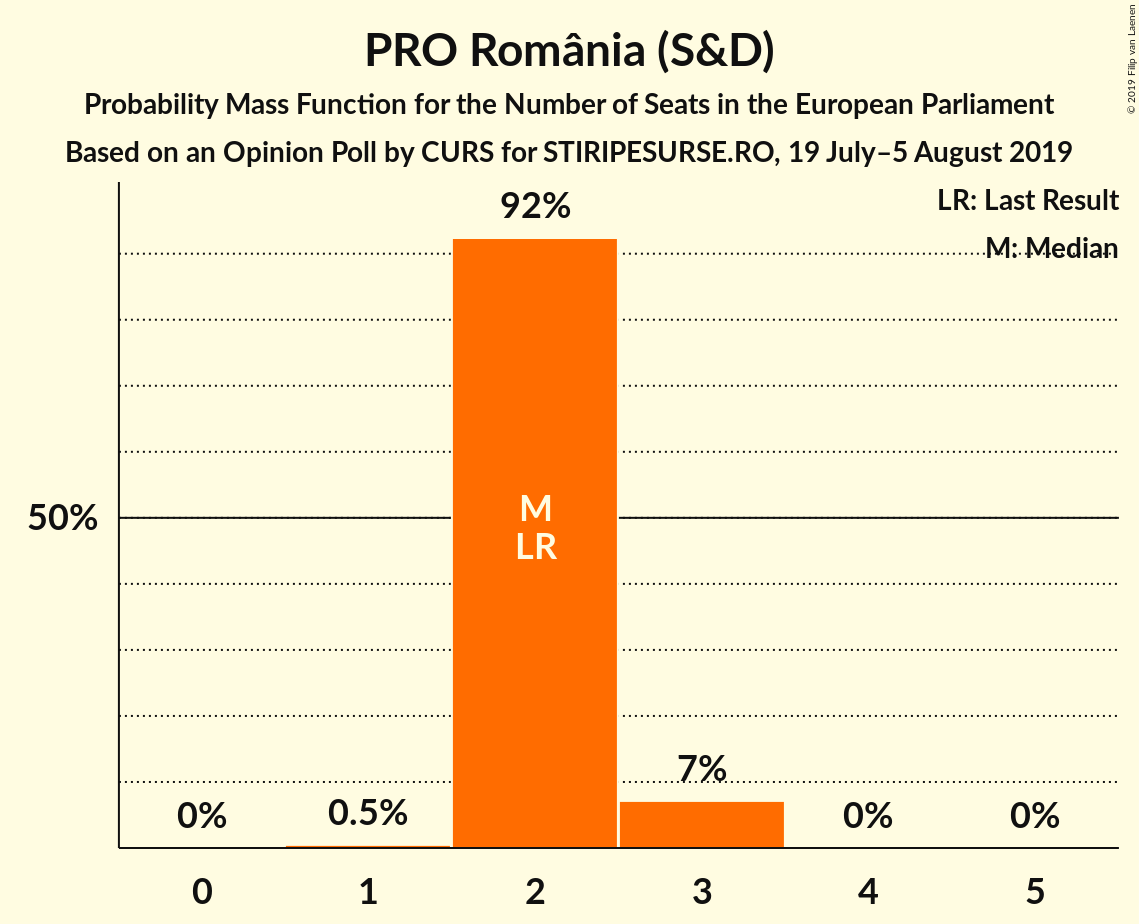 PRO România (S&D)
Probability Mass Function for the Number of Seats in the European Parliament
Based on an Opinion Poll by CURS for STIRIPESURSE.RO, 19 July–5 August 2019
© 2019 Filip van Laenen
LR: Last Result
M: Median
92%
50%
M
LR
7%
0%
0.5%
0%
0%
0
1
2
3
4
5